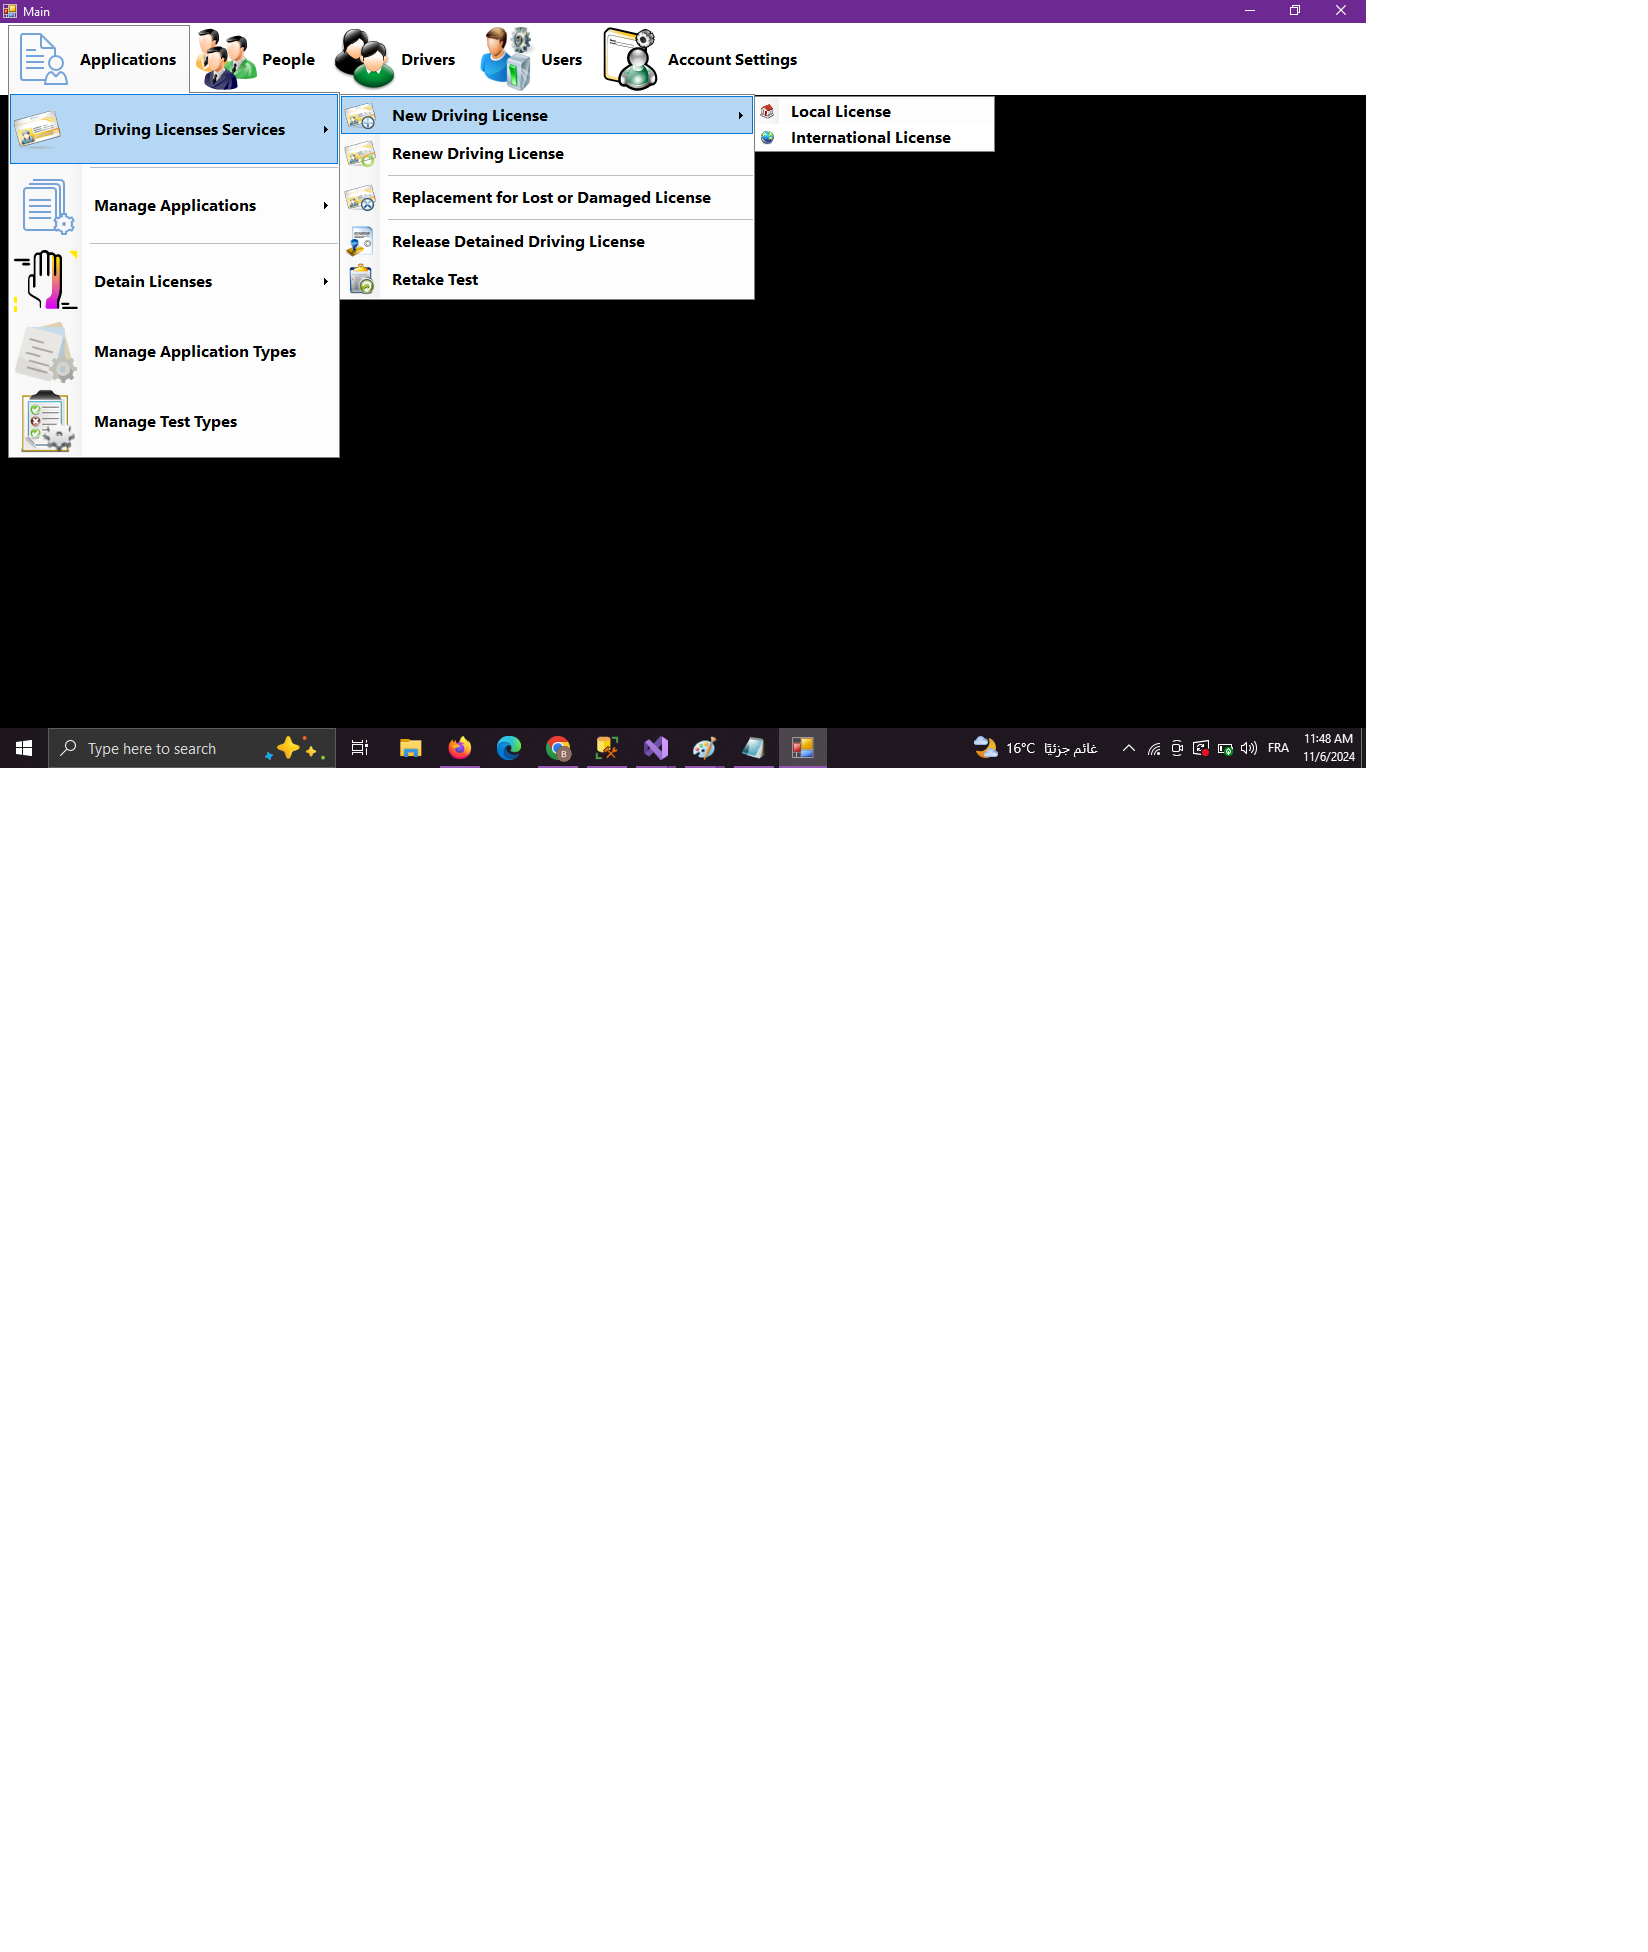 Main
Applications
People
Drivers
Users
Account Settings
Driving Licenses Services
Manage Applications
Detain Licenses
Manage Application Types
Manage Test Types
New Driving License
Renew Driving License
Replacement for Lost or Damaged License
Release Detained Driving License
Retake Test
Local License
International License
Type here to search
16°C غائم جزئيًا
FRA
11:48 AM
11/6/2024